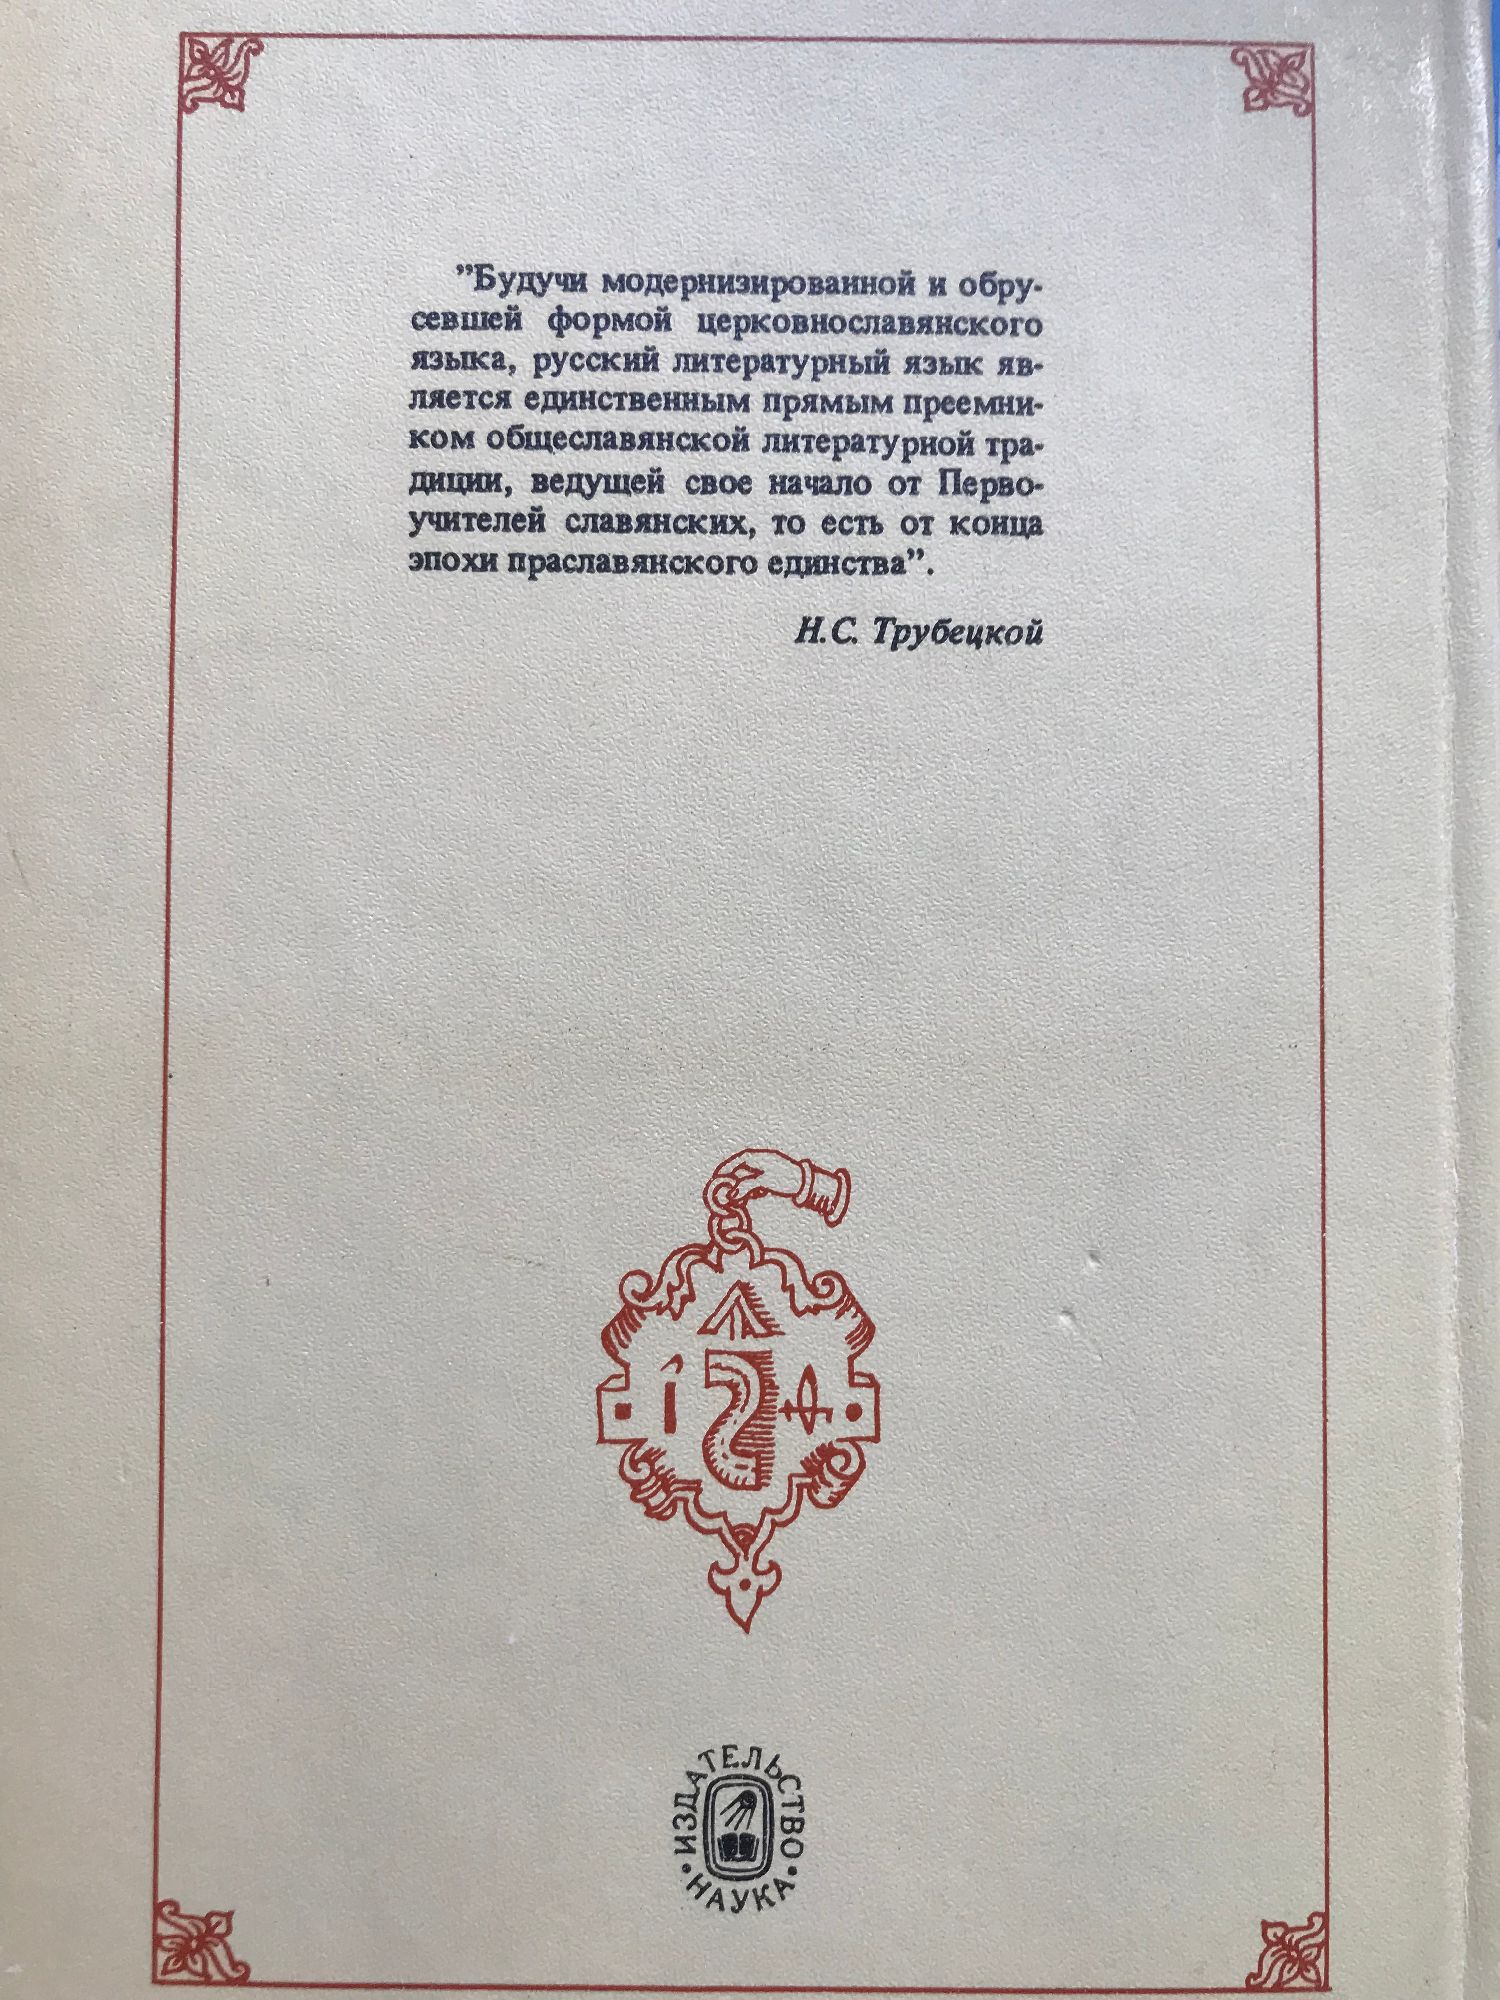 ”Будучи модернизированной и обру-
севшей формой церковнославянского
языка, русский литературный язык яв-
ляется единственным прямым преемни-
ком общеславянской литературной тра-
диции, ведущей свое начало от Перво-
учителей славянских, то есть от конца
эпохи праславянского единства”.
Н.С. Трубецкой
ИЗДАТЕЛЬСТВО
НАУКА